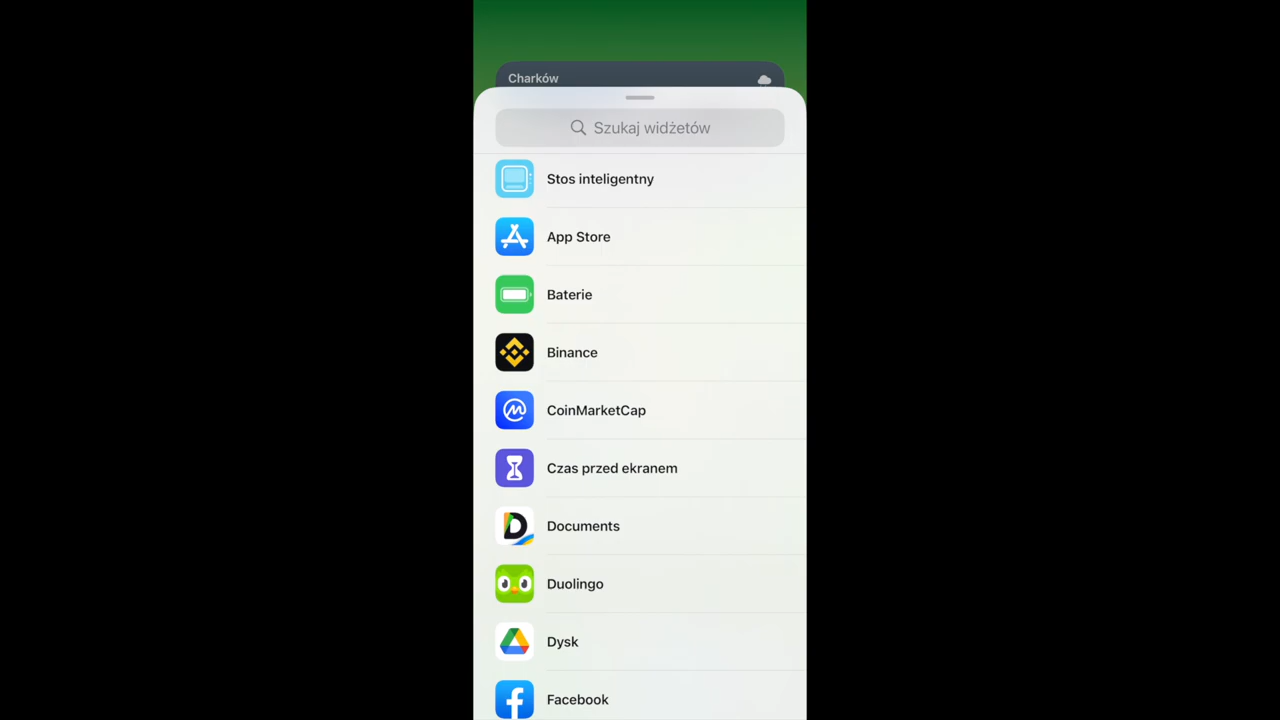 Charków
Szukaj widżetów
Stos inteligentny
App Store
Baterie
Binance
CoinMarketCap
Czas przed ekranem
Documents
Duolingo
Dysk
Facebook